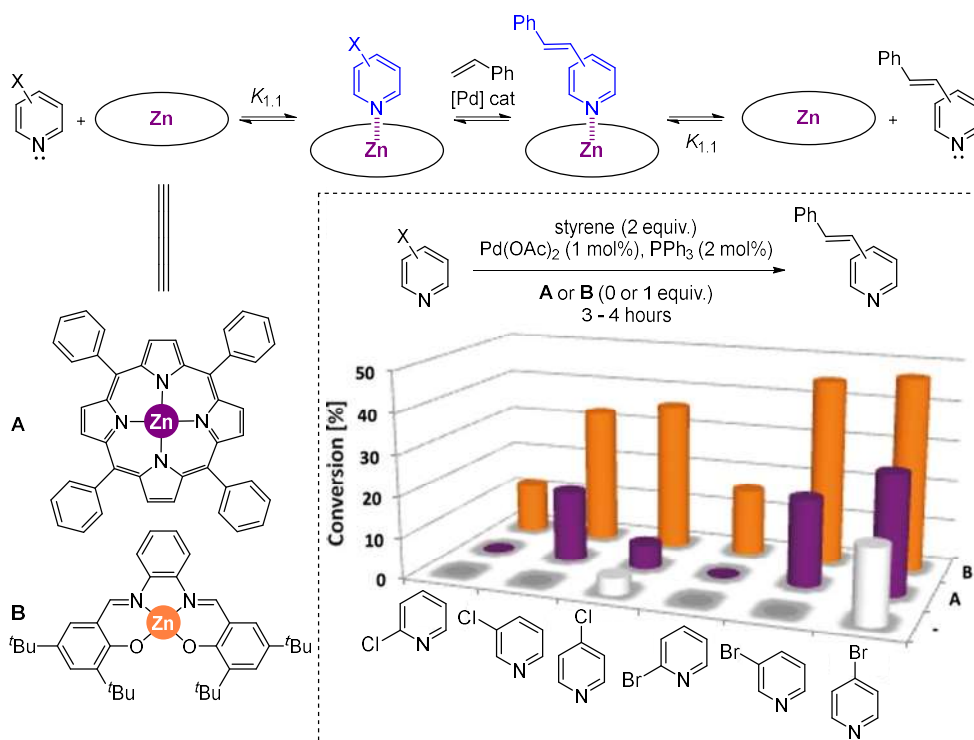 X
N
+
Zn
K1.1
X
N
Zn
Ph
[Pd] cat
Ph
N
Zn
K1.1
Zn
+
Ph
N
X
N
styrene (2 equiv.)
Pd(OAc)2 (1 mol%), PPh3 (2 mol%)
A or B (0 or 1 equiv.)
3 - 4 hours
Ph
N
A
N
N
Zn
N
N
B
N
Zn
N
O
O
tBu
tBu
tBu
tBu
Conversion [%]
50
40
30
20
10
0
B
A
-
Cl
N
Cl
N
Cl
N
Br
N
Br
N
Br
N